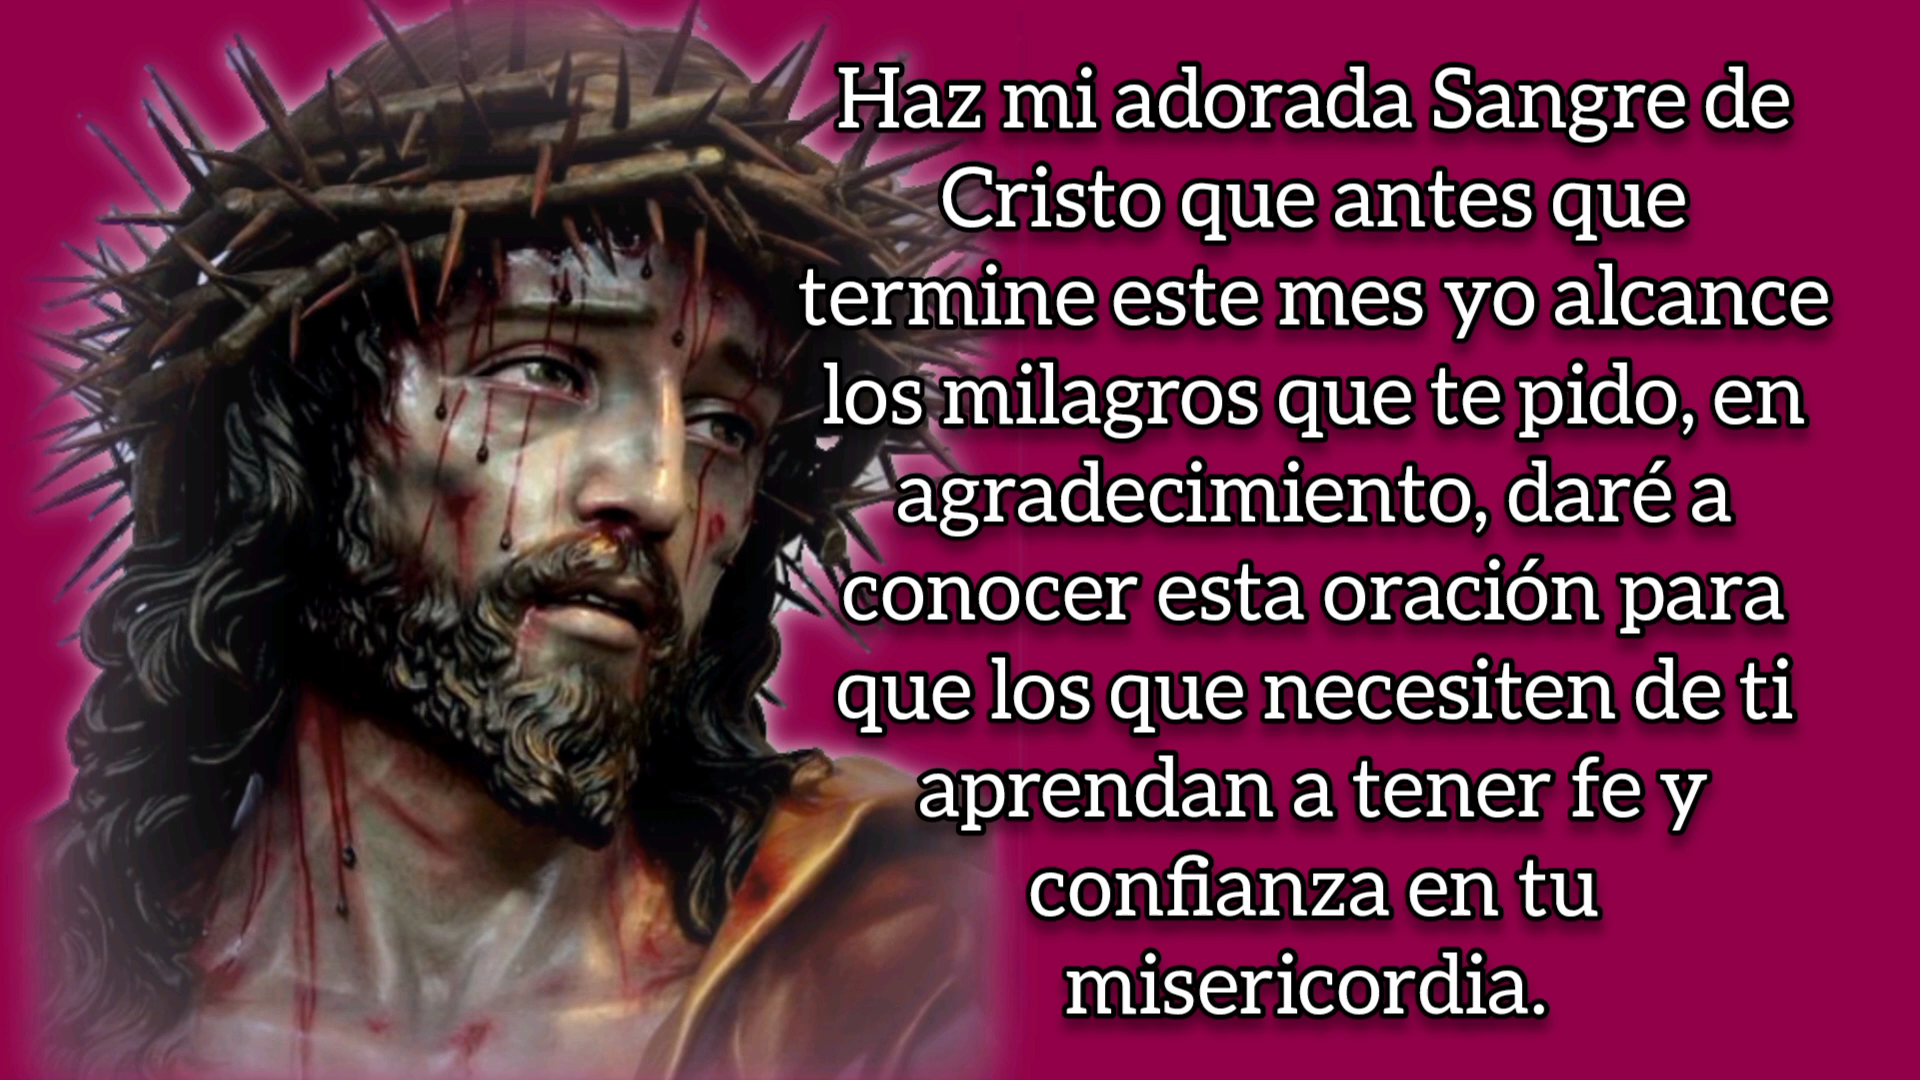 Haz mi adorada Sangre de
Cristo que antes que
termine este mes yo alcance
los milagros que te pido, en
agradecimiento, daré a
conocer esta oración para
que los que necesiten de ti
aprendan a tener fe y
confianza en tu
misericordia.